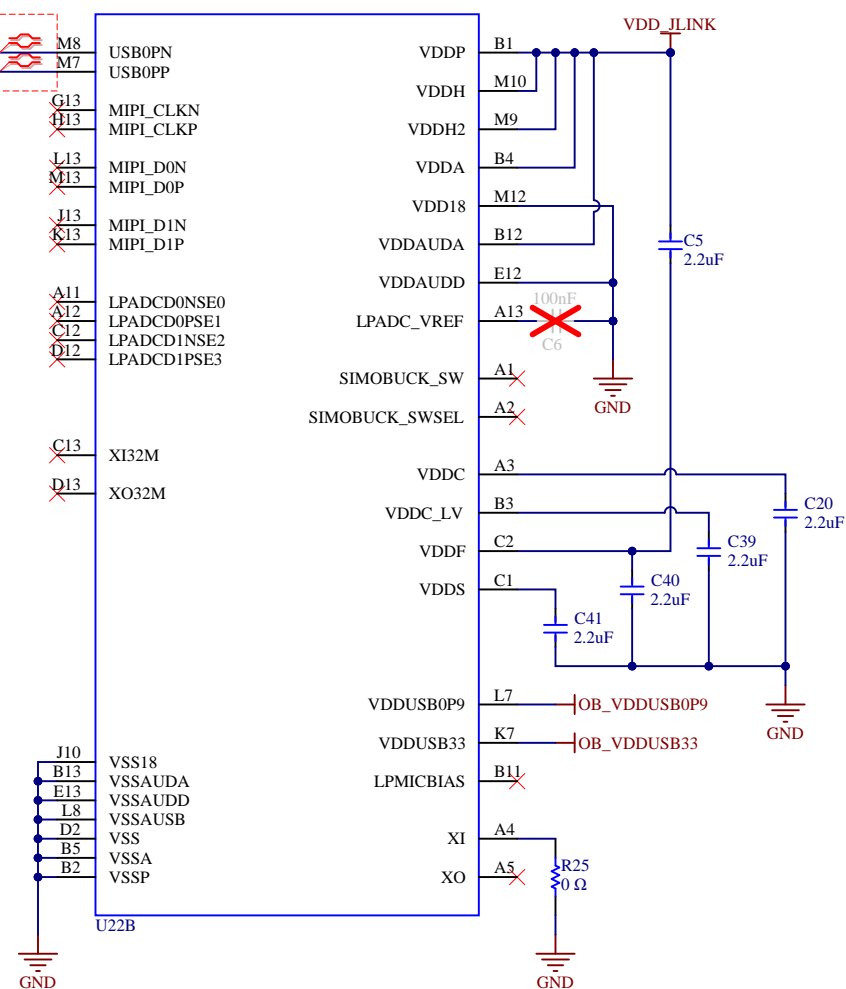 VDD_JLINK
M8 USB0PN
M7 USB0PP
G13 MIPI_CLKN
H13 MIPI_CLKP
L13 MIPI_D0N
M13 MIPI_D0P
J13 MIPI_D1N
K13 MIPI_D1P
A11 LPADCD0NSE0
A12 LPADCD0PSE1
C12 LPADCD1NSE2
D12 LPADCD1PSE3
C13 XI32M
D13 XO32M
J10 VSS18
B13 VSSAUDA
E13 VSSAUDD
L8 VSSAUSB
D2 VSS
B5 VSSA
B2 VSSP
GND
U22B
VDDP B1
VDDH M10
VDDH2 M9
VDDA B4
VDD18 M12
VDDAUDA B12
VDDAUDD E12
LPADC_VREF A13
100nF
C6
GND
C5
2.2uF
SIMOBUCK_SW A1
SIMOBUCK_SWSEL A2
VDDC A3
VDDC_LV B3
VDDF C2
VDDS C1
C20
2.2uF
C39
2.2uF
C40
2.2uF
C41
2.2uF
GND
VDDUSB0P9 L7 OB_VDDUSB0P9
VDDUSB33 K7 OB_VDDUSB33
LPMICBIAS B11
XI A4
XO A5
R25
0 Ω
GND